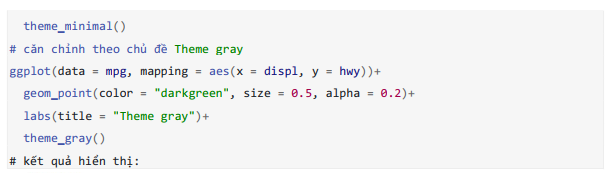 theme_minimal()
# căn chỉnh theo chủ đề Theme gray
ggplot(data = mpg, mapping = aes(x = displ, y = hwy))+
geom_point(color = "darkgreen", size = 0.5, alpha = 0.2)+
labs(title = "Theme gray")+
theme_gray()
# kết quả hiển thị: